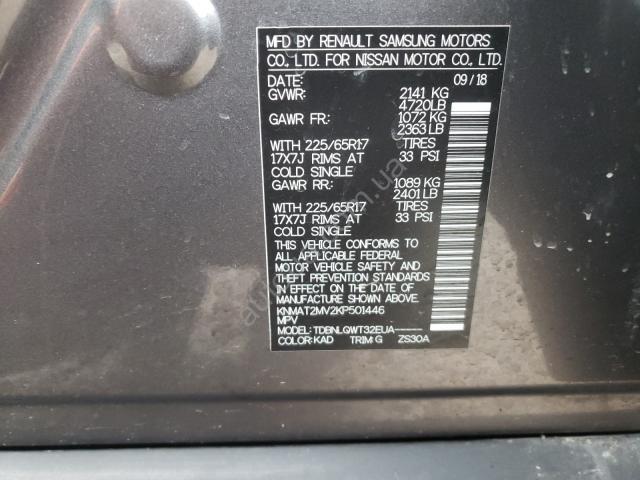 MFD BY RENAULT SAMSUNG MOTORS
CO., LTD. FOR NISSAN MOTOR CO., LTD.
DATE: 09/18
GVWR: 2141 KG
4720LB
GAWR FR: 1072 KG
2363LB
WITH 225/65R17 TIRES
17X7J RIMS AT 33 PSI
COLD SINGLE
GAWR RR: 1089 KG
2401LB
WITH 225/65R17 TIRES
17X7J RIMS AT 33 PSI
COLD SINGLE
THIS VEHICLE CONFORMS TO
ALL APPLICABLE FEDERAL
MOTOR VEHICLE SAFETY AND
THEFT PREVENTION STANDARDS
IN EFFECT ON THE DATE OF
MANUFACTURE SHOWN ABOVE.
KNMAT2MV2KP501446
MPV
MODEL: TDBNLQWT32EUA-------
COLOR:KAD TRIM:G ZS30A